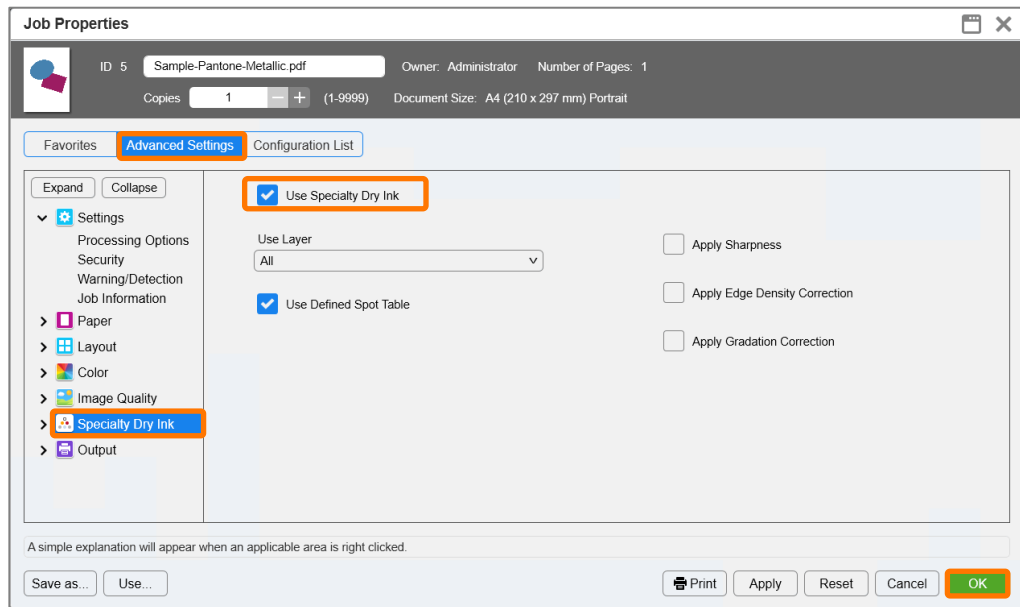 Job Properties
ID 5 Sample-Pantone-Metallic.pdf Owner: Administrator Number of Pages: 1
Copies 1 (1-9999) Document Size: A4 (210 x 297 mm) Portrait
Favorites Advanced Settings Configuration List
Expand Collapse
Settings
Processing Options
Security
Warning/Detection
Job Information
Paper
Layout
Color
Image Quality
Specialty Dry Ink
Output
Use Specialty Dry Ink
Use Layer
All
Use Defined Spot Table
Apply Sharpness
Apply Edge Density Correction
Apply Gradation Correction
A simple explanation will appear when an applicable area is right clicked.
Save as... Use... Print Apply Reset Cancel OK